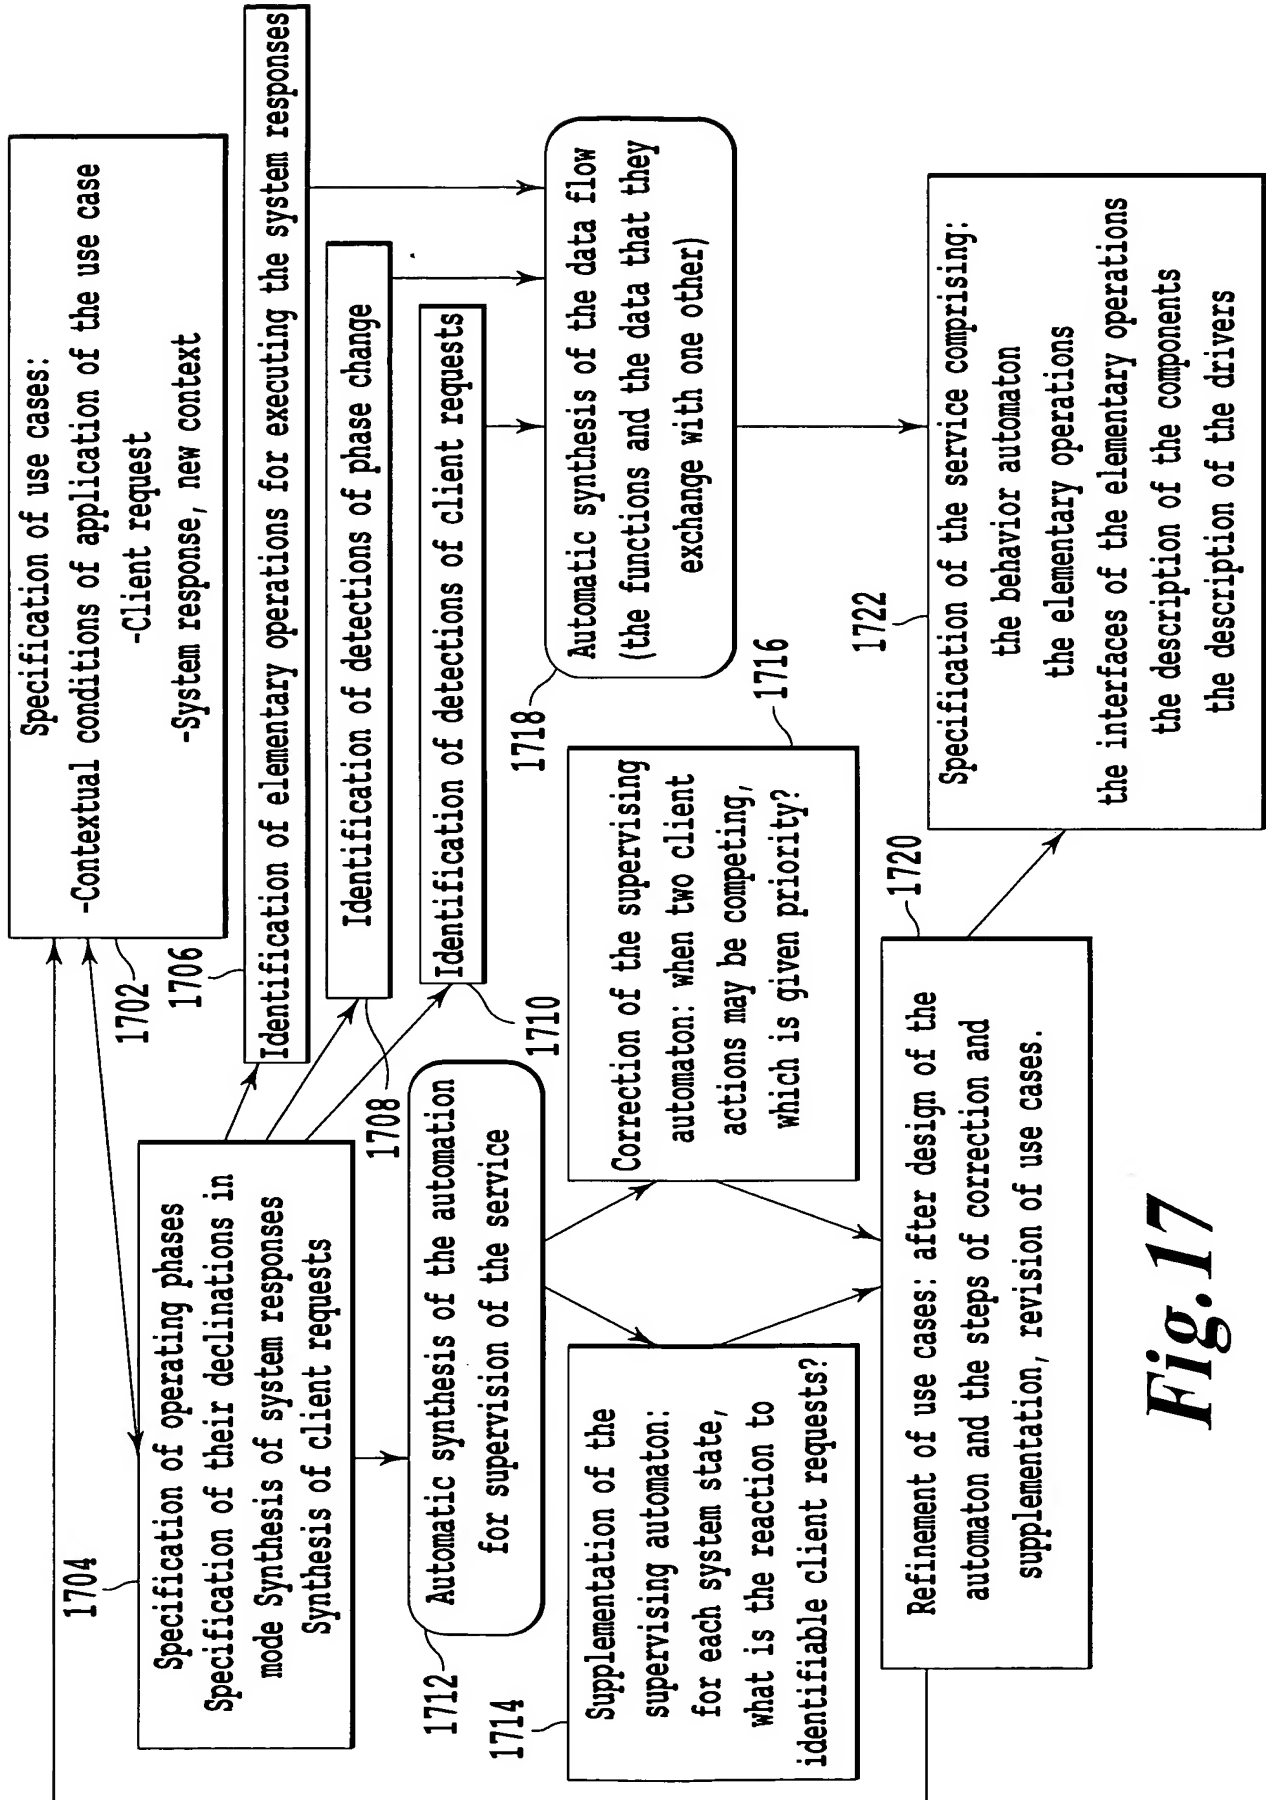 Specification of use cases:
-Contextual conditions of application of the use case
-Client request
-System response, new context
1702
1704
Specification of operating phases
Specification of their declinations in
mode Synthesis of system responses
Synthesis of client requests
1706
Identification of elementary operations for executing the system responses
Identification of detections of phase change
1708
Identification of detections of client requests
1710
1712
Automatic synthesis of the automation
for supervision of the service
1718
Automatic synthesis of the data flow
(the functions and the data that they
exchange with one other)
1714
Supplementation of the
supervising automaton:
for each system state,
what is the reaction to
identifiable client requests?
1716
Correction of the supervising
automaton: when two client
actions may be competing,
which is given priority?
1720
Refinement of use cases: after design of the
automaton and the steps of correction and
supplementation, revision of use cases.
1722
Specification of the service comprising:
the behavior automaton
the elementary operations
the interfaces of the elementary operations
the description of the components
the description of the drivers
Fig.17